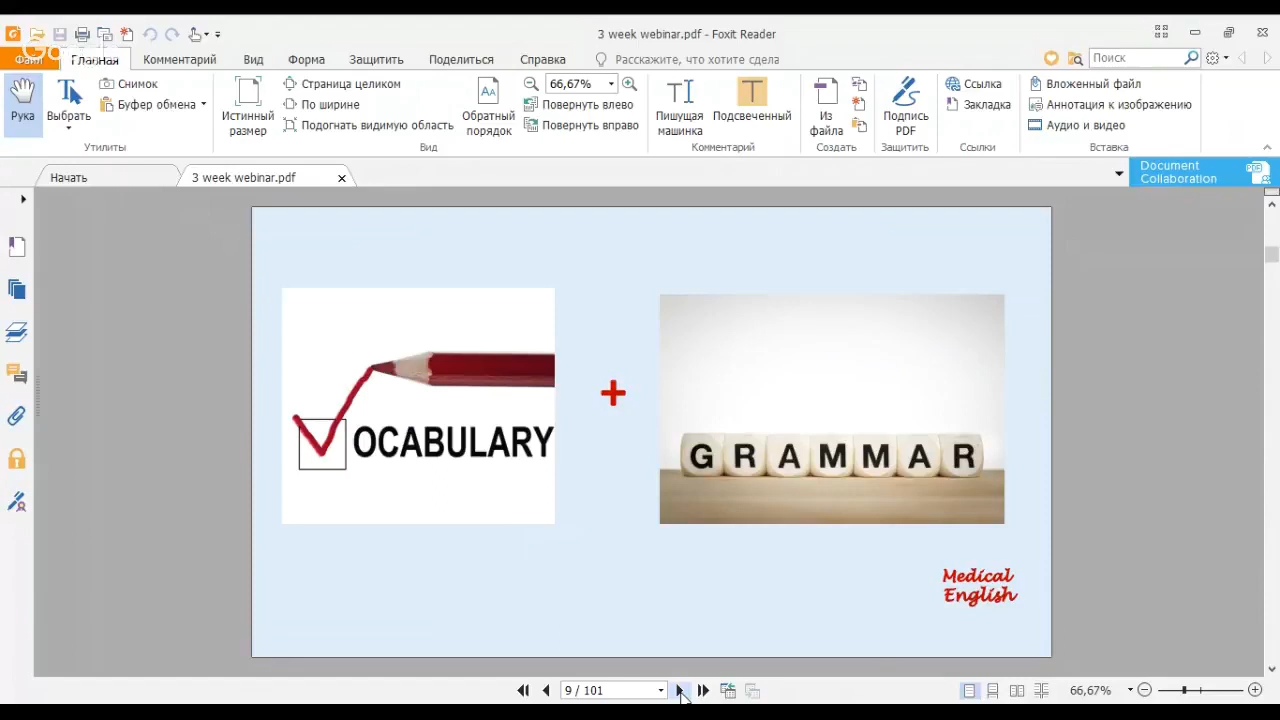 3 week webinar.pdf - Foxit Reader
Файл Главная Комментарий Вид Форма Защитить Поделиться Справка Расскажите, что хотите сделать Поиск
Рука
Выбрать
Снимок
Буфер обмена
Утилиты
Истинный размер
Страница целиком
По ширине
Подогнать видимую область
Обратный порядок
66,67%
Повернуть влево
Повернуть вправо
Вид
Пишущая машинка
Подсвеченный
Комментарий
Из файла
Создать
Подпись PDF
Защитить
Ссылка
Закладка
Ссылки
Вложенный файл
Аннотация к изображению
Аудио и видео
Вставка
Начать
3 week webinar.pdf
Document
Collaboration
OCABULARY
+
GRAMMAR
Medical
English
9 / 101
66,67%